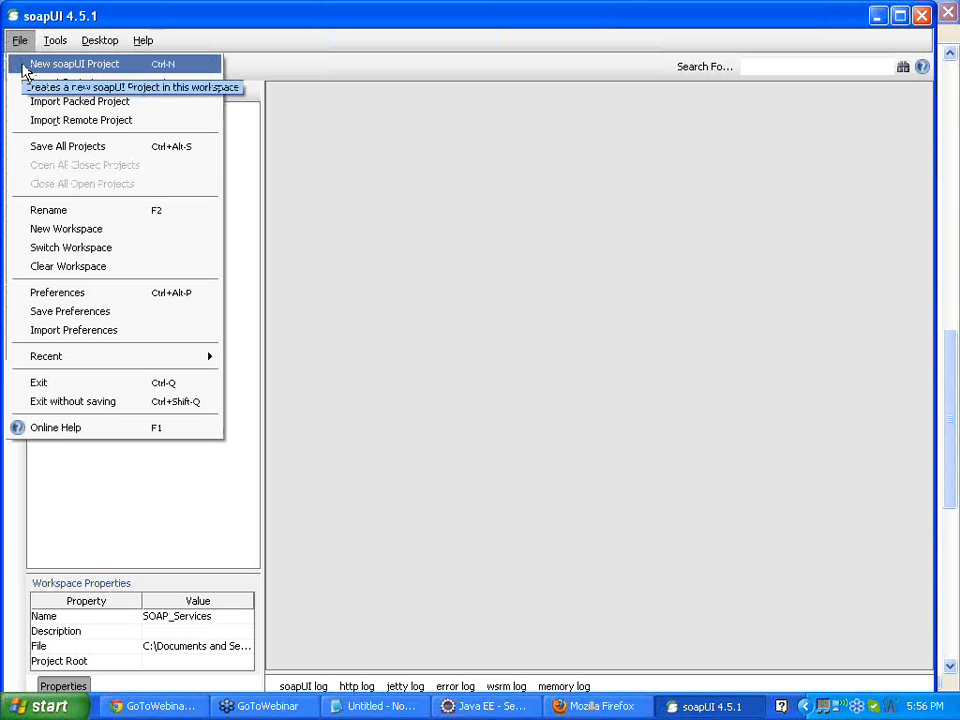 soapUI 4.5.1
File Tools Desktop Help
New soapUI Project Ctrl-N
Search Fo...
Creates a new soapUI Project in this workspace
Import Packed Project
Import Remote Project
Save All Projects Ctrl+Alt-S
Open All Closed Projects
Close All Open Projects
Rename F2
New Workspace
Switch Workspace
Clear Workspace
Preferences Ctrl+Alt-P
Save Preferences
Import Preferences
Recent
Exit Ctrl-Q
Exit without saving Ctrl+Shift-Q
Online Help F1
Workspace Properties
Property Value
Name SOAP_Services
Description
File C:\Documents and Se...
Project Root
Properties
soapUI log http log jetty log error log wsrm log memory log
start GoToWebina... GoToWebinar Untitled - No... Java EE - Se... Mozilla Firefox soapUI 4.5.1 5:56 PM